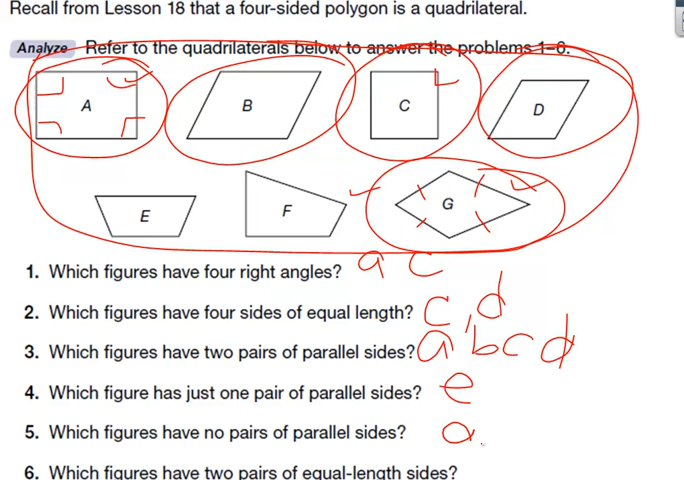 Recall from Lesson 18 that a four-sided polygon is a quadrilateral.
Analyze Refer to the quadrilaterals below to answer the problems 1–6.
A B C D
E F G
1. Which figures have four right angles? a c
2. Which figures have four sides of equal length? c, d
3. Which figures have two pairs of parallel sides? a b c d
4. Which figure has just one pair of parallel sides? e
5. Which figures have no pairs of parallel sides? a
6. Which figures have two pairs of equal-length sides?